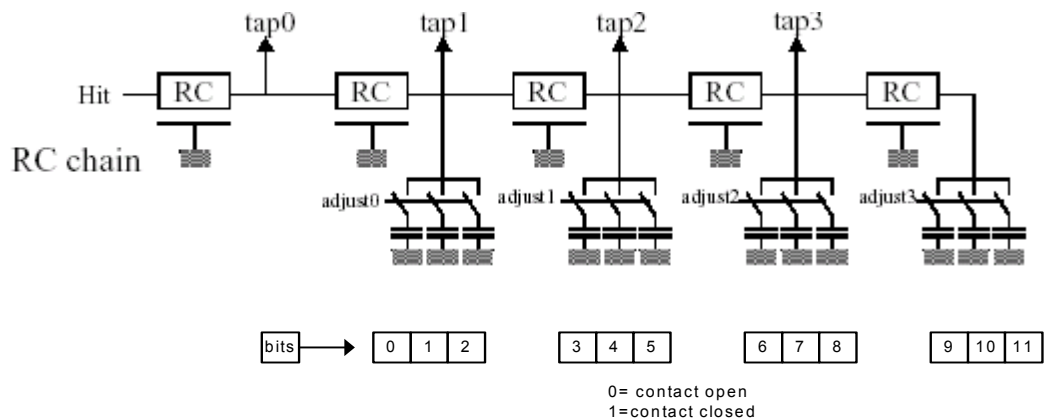 tap0 tap1 tap2 tap3
Hit RC RC RC RC RC
RC chain
adjust0 adjust1 adjust2 adjust3
bits 0 1 2 3 4 5 6 7 8 9 10 11
0= contact open
1=contact closed